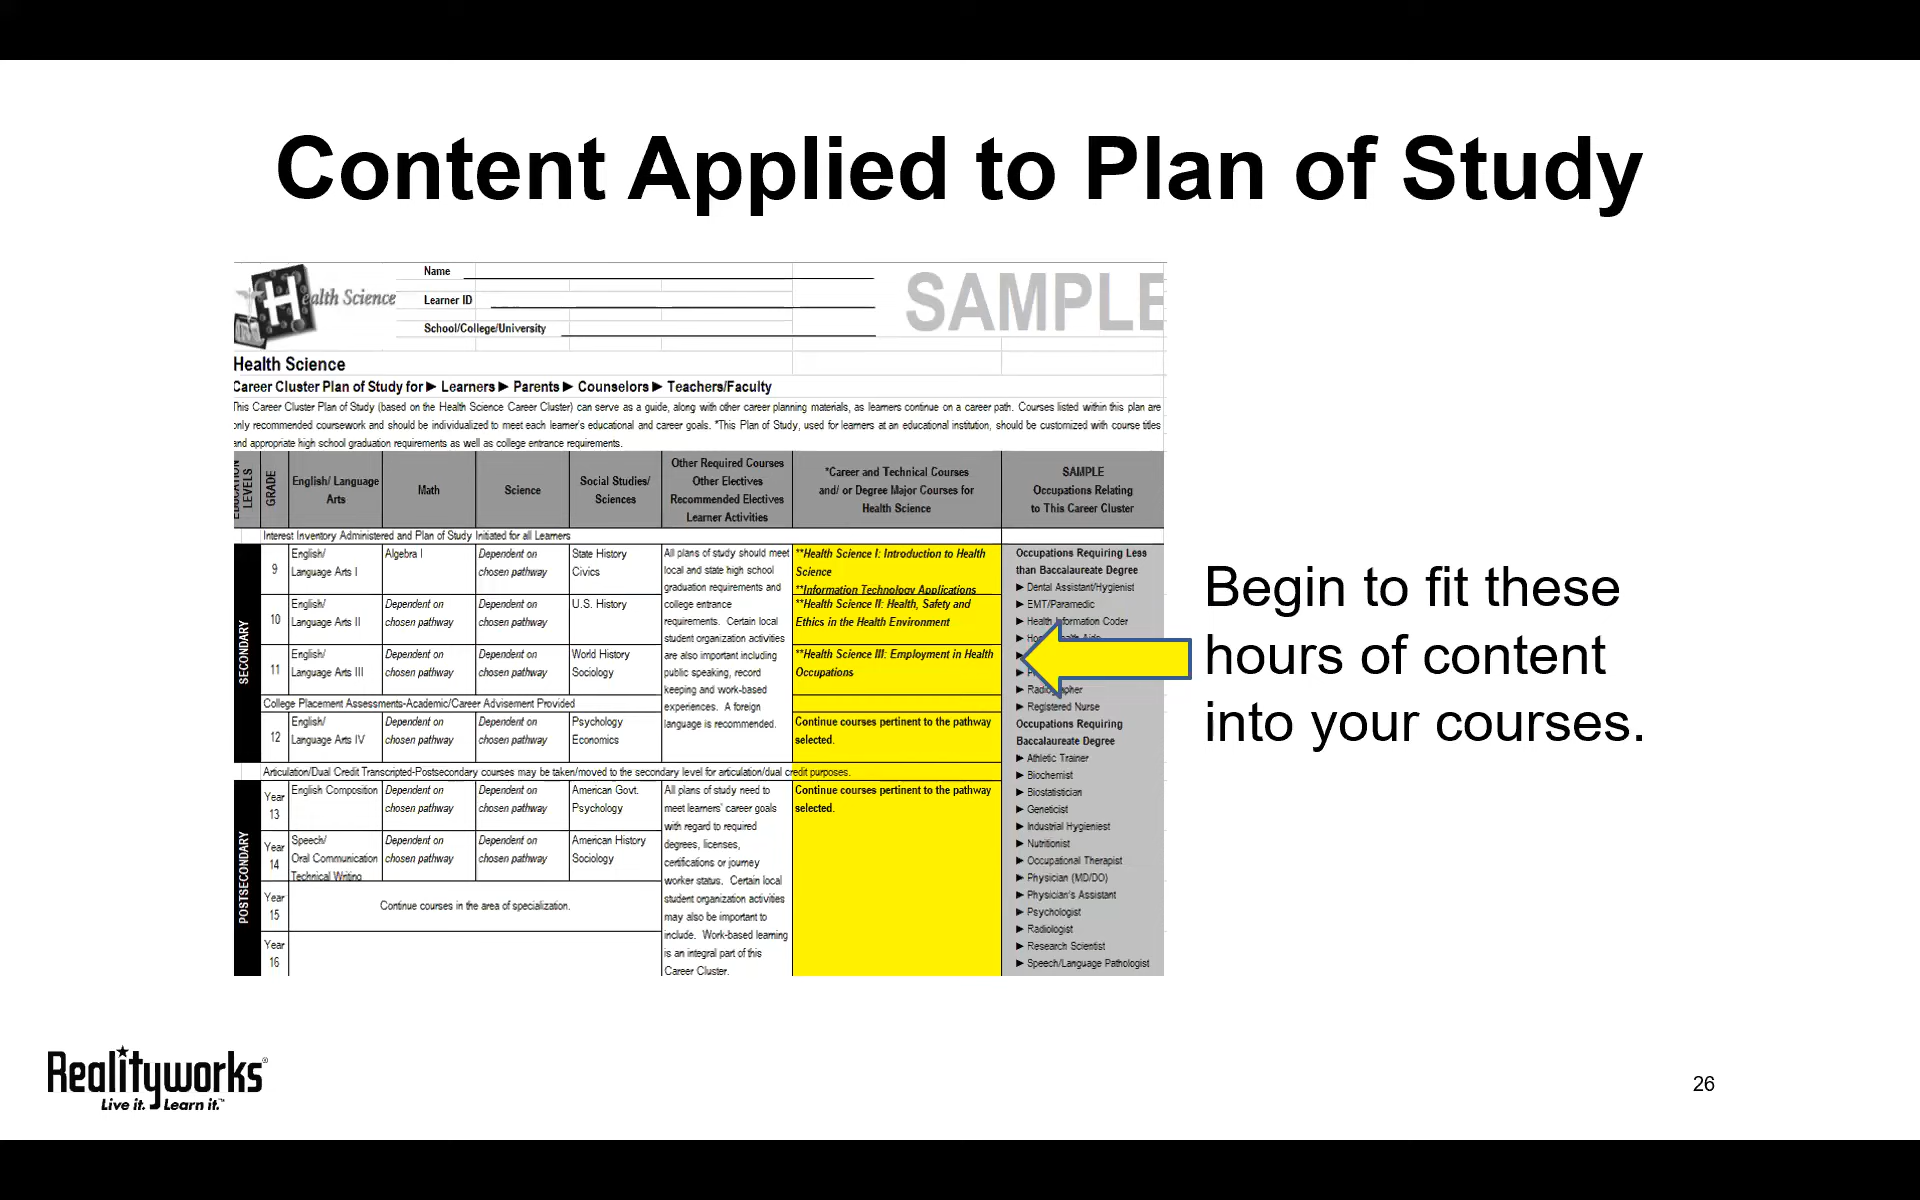 Content Applied to Plan of Study
Health Science
Name
Learner ID
School/College/University
SAMPLE
Health Science
Career Cluster Plan of Study for ► Learners ► Parents ► Counselors ► Teachers/Faculty
This Career Cluster Plan of Study (based on the Health Science Career Cluster) can serve as a guide, along with other career planning materials, as learners continue on a career path. Courses listed within this plan are
only recommended coursework and should be individualized to meet each learner's educational and career goals. *This Plan of Study, used for learners at an educational institution, should be customized with course titles
and appropriate high school graduation requirements as well as college entrance requirements.
EDUCATION
LEVELS
GRADE
English/ Language
Arts
Math
Science
Social Studies/
Sciences
Other Required Courses
Other Electives
Recommended Electives
Learner Activities
*Career and Technical Courses
and/ or Degree Major Courses for
Health Science
SAMPLE
Occupations Relating
to This Career Cluster
Interest Inventory Administered and Plan of Study Initiated for all Learners
SECONDARY
9
English/
Language Arts I
Algebra I
Dependent on
chosen pathway
State History
Civics
All plans of study should meet
local and state high school
graduation requirements and
college entrance
requirements. Certain local
student organization activities
are also important including
public speaking, record
keeping and work-based
experiences. A foreign
language is recommended.
**Health Science I: Introduction to Health
Science
**Information Technology Applications
10
English/
Language Arts II
Dependent on
chosen pathway
Dependent on
chosen pathway
U.S. History
**Health Science II: Health, Safety and
Ethics in the Health Environment
11
English/
Language Arts III
Dependent on
chosen pathway
Dependent on
chosen pathway
World History
Sociology
**Health Science III: Employment in Health
Occupations
College Placement Assessments-Academic/Career Advisement Provided
12
English/
Language Arts IV
Dependent on
chosen pathway
Dependent on
chosen pathway
Psychology
Economics
Continue courses pertinent to the pathway
selected.
Articulation/Dual Credit Transcripted-Postsecondary courses may be taken/moved to the secondary level for articulation/dual credit purposes.
POSTSECONDARY
Year
13
English Composition
Dependent on
chosen pathway
Dependent on
chosen pathway
American Govt.
Psychology
All plans of study need to
meet learners' career goals
with regard to required
degrees, licenses,
certifications or journey
worker status. Certain local
student organization activities
may also be important to
include. Work-based learning
is an integral part of this
Career Cluster.
Continue courses pertinent to the pathway
selected.
Year
14
Speech/
Oral Communication
Technical Writing
Dependent on
chosen pathway
Dependent on
chosen pathway
American History
Sociology
Year
15
Continue courses in the area of specialization.
Year
16
Occupations Requiring Less
than Baccalaureate Degree
► Dental Assistant/Hygienist
► EMT/Paramedic
► Health Information Coder
► Home Health Aide
► Radiographer
► Registered Nurse
Occupations Requiring
Baccalaureate Degree
► Athletic Trainer
► Biochemist
► Biostatistician
► Geneticist
► Industrial Hygieniest
► Nutritionist
► Occupational Therapist
► Physician (MD/DO)
► Physician's Assistant
► Psychologist
► Radiologist
► Research Scientist
► Speech/Language Pathologist
Begin to fit these
hours of content
into your courses.
Realityworks®
Live it. Learn it.™
26